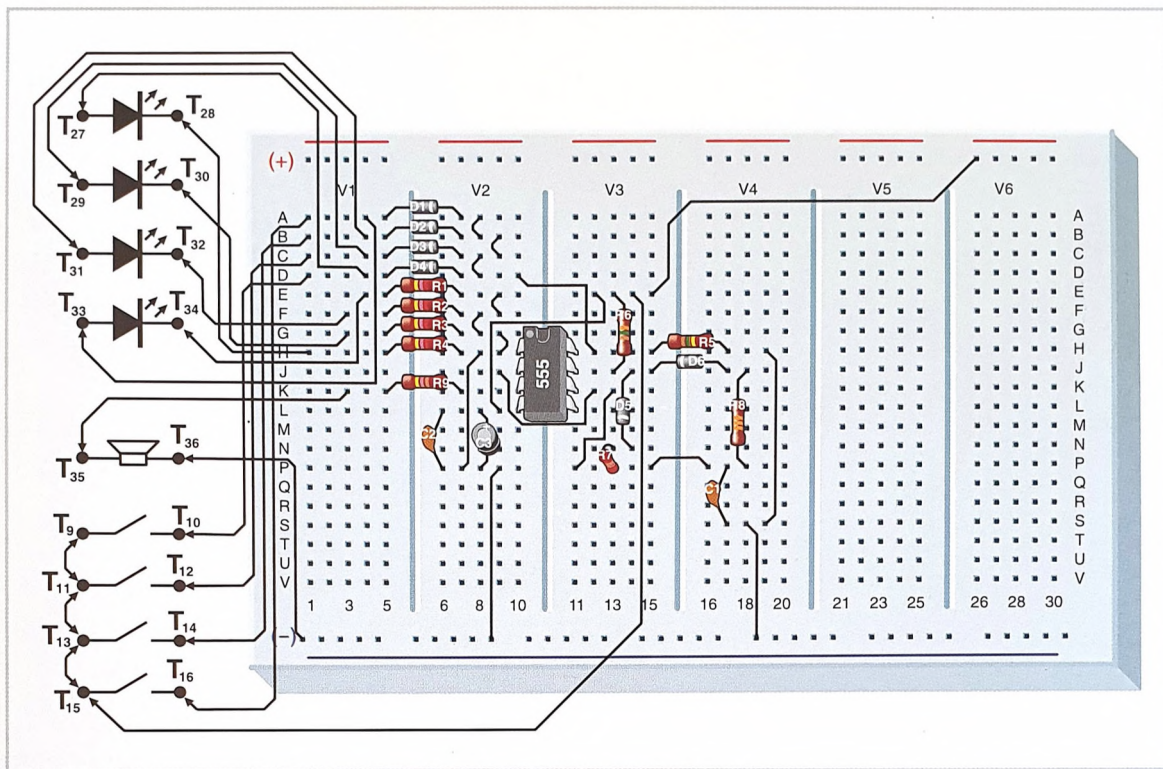 T27
T28
T29
T30
T31
T32
T33
T34
T35
T36
T9
T10
T11
T12
T13
T14
T15
T16
(+)
V1 V2 V3 V4 V5 V6
A A
B B
C C
D D
E E
F F
G G
H H
J J
K K
L L
M M
N N
P P
Q Q
R R
S S
T T
U U
V V
D1
D2
D3
D4
R1
R2
R3
R4
R9
C2
C3
555
R6
D5
R7
R5
D6
R8
C1
1 3 5 6 8 10 11 13 15 16 18 20 21 23 25 26 28 30
(−)